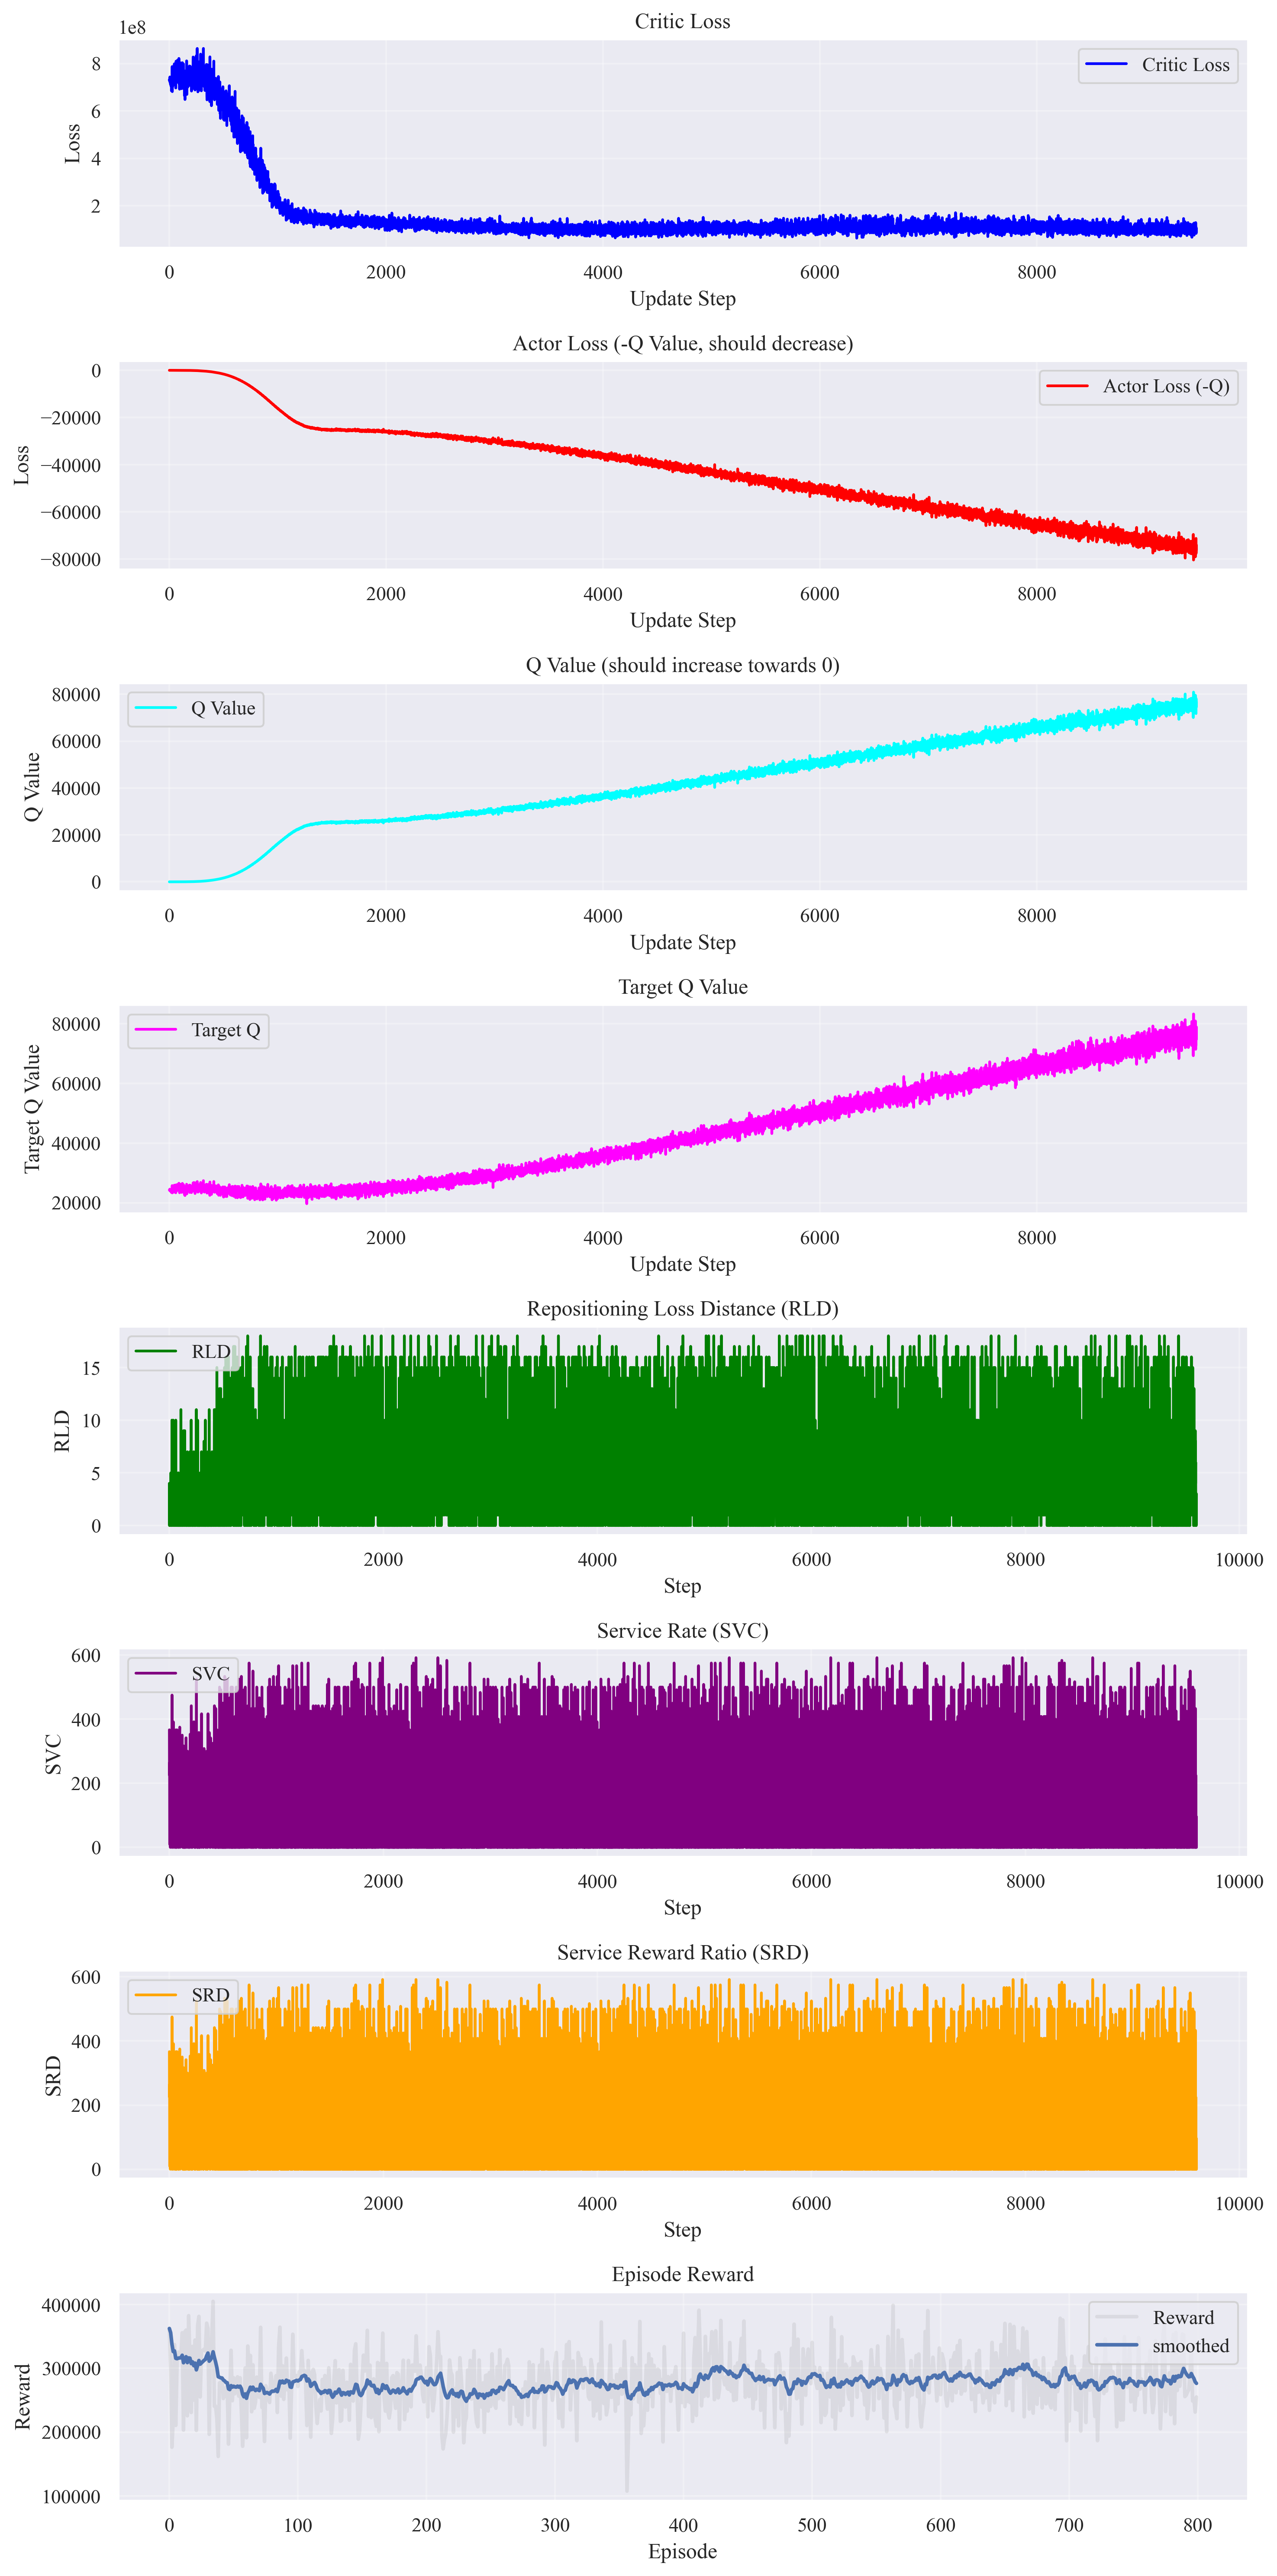 Critic Loss
1e8
8
6
4
2
Loss
Critic Loss
0 2000 4000 6000 8000
Update Step
Actor Loss (-Q Value, should decrease)
0
−20000
−40000
−60000
−80000
Loss
Actor Loss (-Q)
0 2000 4000 6000 8000
Update Step
Q Value (should increase towards 0)
80000
60000
40000
20000
0
Q Value
Q Value
0 2000 4000 6000 8000
Update Step
Target Q Value
80000
60000
40000
20000
Target Q Value
Target Q
0 2000 4000 6000 8000
Update Step
Repositioning Loss Distance (RLD)
15
10
5
0
RLD
RLD
0 2000 4000 6000 8000 10000
Step
Service Rate (SVC)
600
400
200
0
SVC
SVC
0 2000 4000 6000 8000 10000
Step
Service Reward Ratio (SRD)
600
400
200
0
SRD
SRD
0 2000 4000 6000 8000 10000
Step
Episode Reward
400000
300000
200000
100000
Reward
Reward
smoothed
0 100 200 300 400 500 600 700 800
Episode